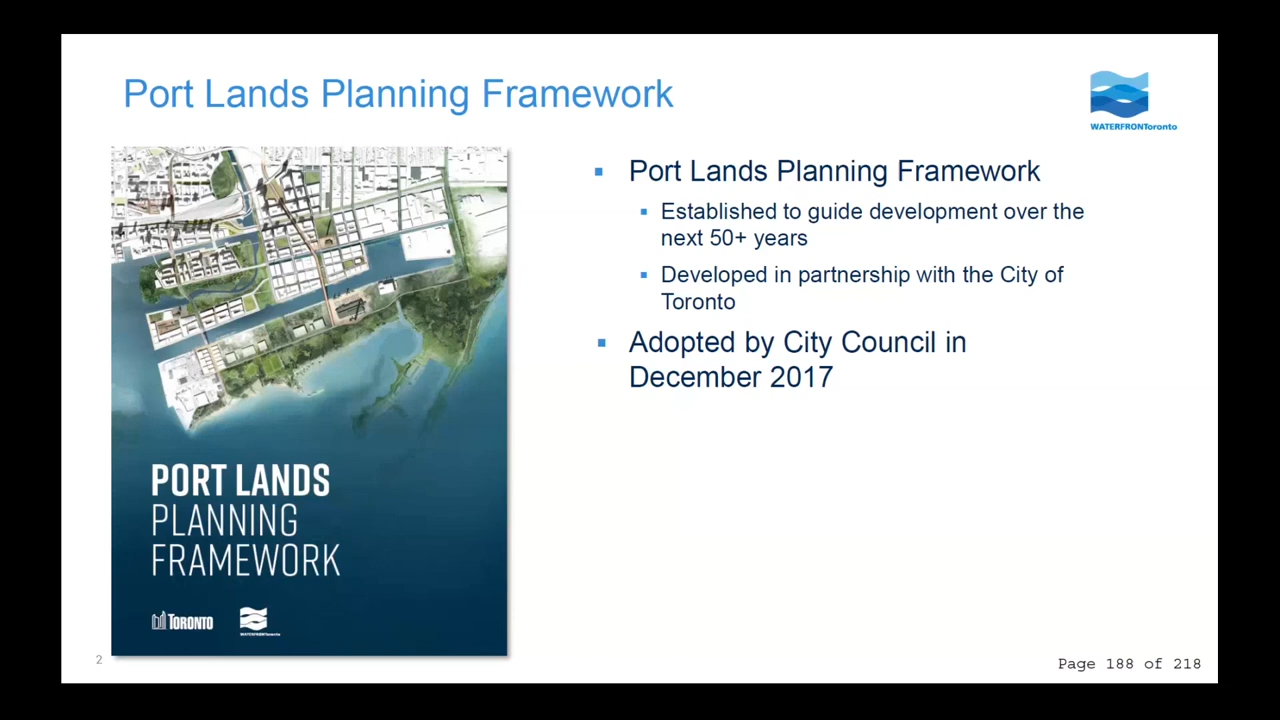 Port Lands Planning Framework
WATERFRONToronto
▪ Port Lands Planning Framework
▪ Established to guide development over the
next 50+ years
▪ Developed in partnership with the City of
Toronto
▪ Adopted by City Council in
December 2017
PORT LANDS
PLANNING
FRAMEWORK
TORONTO
WATERFRONToronto
2
Page 188 of 218